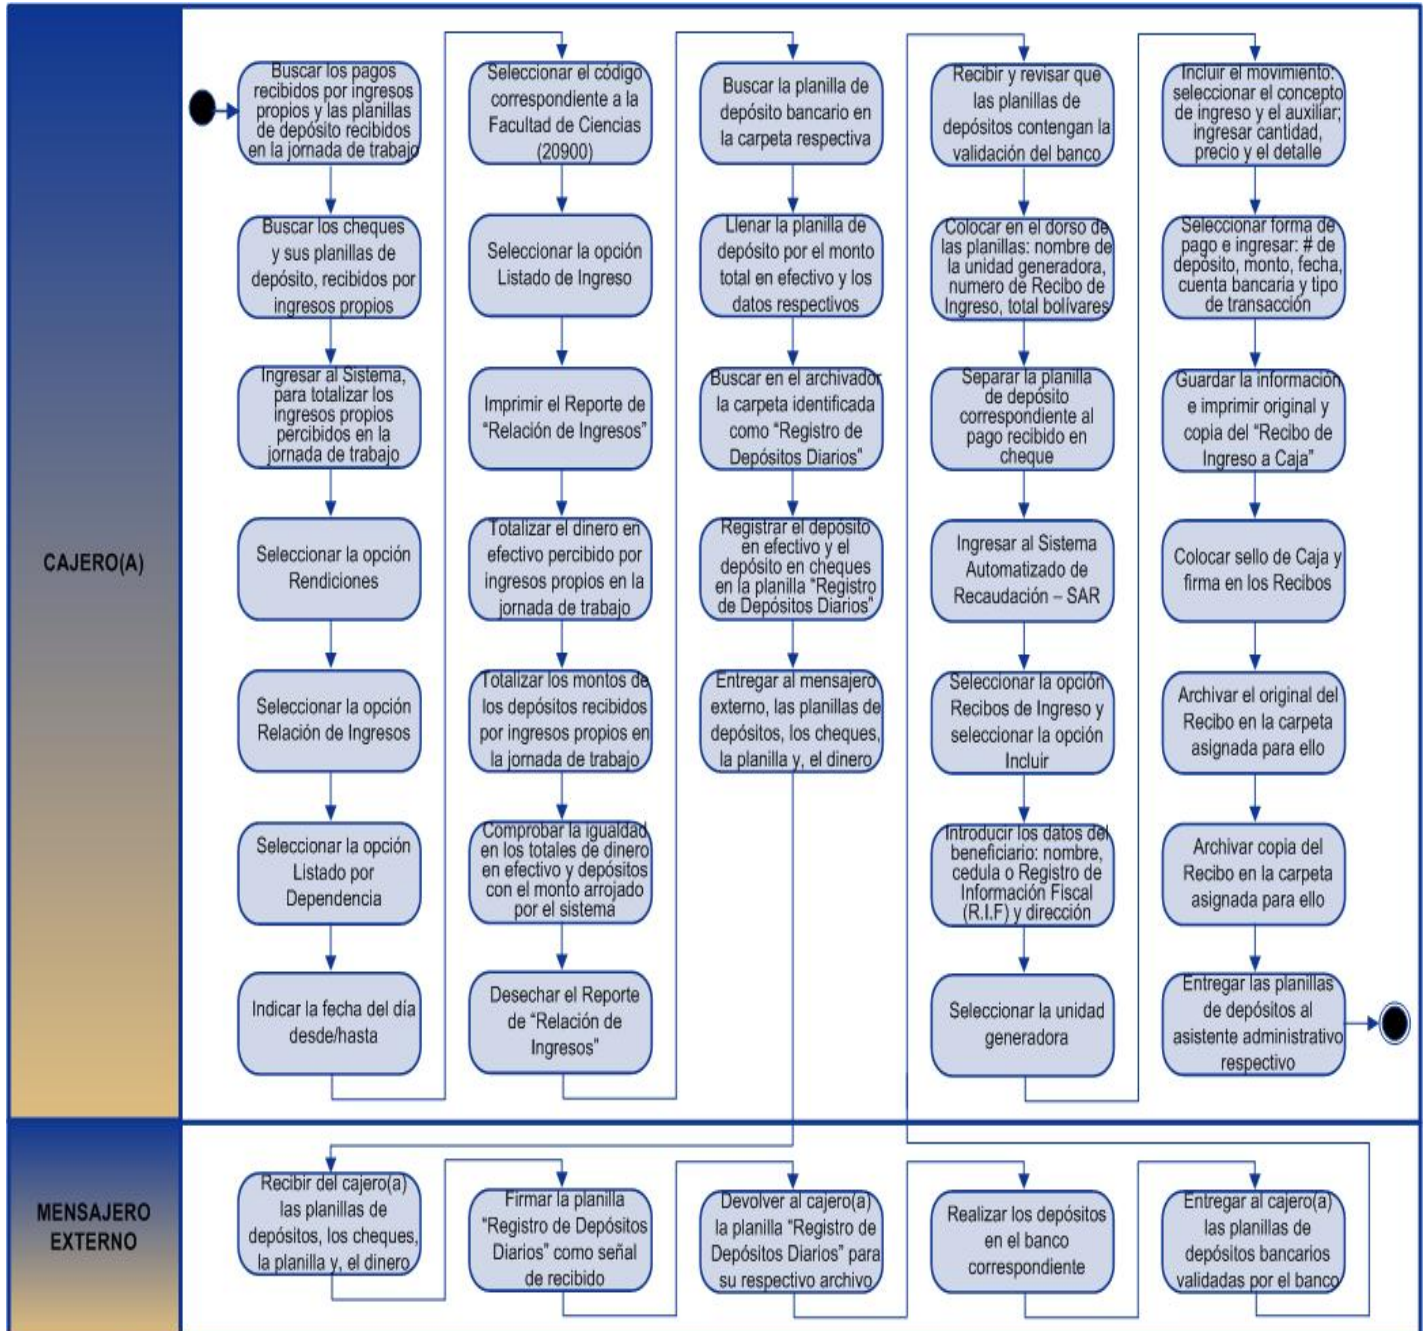 CAJERO(A)
Buscar los pagos
recibidos por ingresos
propios y las planillas
de depósito recibidos
en la jornada de trabajo
Buscar los cheques
y sus planillas de
depósito, recibidos por
ingresos propios
Ingresar al Sistema,
para totalizar los
ingresos propios
percibidos en la
jornada de trabajo
Seleccionar la opción
Rendiciones
Seleccionar la opción
Relación de Ingresos
Seleccionar la opción
Listado por
Dependencia
Indicar la fecha del día
desde/hasta
Seleccionar el código
correspondiente a la
Facultad de Ciencias
(20900)
Seleccionar la opción
Listado de Ingreso
Imprimir el Reporte de
“Relación de Ingresos”
Totalizar el dinero en
efectivo percibido por
ingresos propios en la
jornada de trabajo
Totalizar los montos de
los depósitos recibidos
por ingresos propios en
la jornada de trabajo
Comprobar la igualdad
en los totales de dinero
en efectivo y depósitos
con el monto arrojado
por el sistema
Desechar el Reporte
de “Relación de
Ingresos”
Buscar la planilla de
depósito bancario en
la carpeta respectiva
Llenar la planilla de
depósito por el monto
total en efectivo y los
datos respectivos
Buscar en el archivador
la carpeta identificada
como “Registro de
Depósitos Diarios”
Registrar el depósito
en efectivo y el
depósito en cheques
en la planilla “Registro
de Depósitos Diarios”
Entregar al mensajero
externo, las planillas de
depósitos, los cheques,
la planilla y, el dinero
Recibir y revisar que
las planillas de
depósitos contengan la
validación del banco
Colocar en el dorso de
las planillas: nombre de
la unidad generadora,
numero de Recibo de
Ingreso, total bolívares
Separar la planilla
de depósito
correspondiente al
pago recibido en
cheque
Ingresar al Sistema
Automatizado de
Recaudación – SAR
Seleccionar la opción
Recibos de Ingreso y
seleccionar la opción
Incluir
Introducir los datos del
beneficiario: nombre,
cedula o Registro de
Información Fiscal
(R.I.F) y dirección
Seleccionar la unidad
generadora
Incluir el movimiento:
seleccionar el concepto
de ingreso y el auxiliar;
ingresar cantidad,
precio y el detalle
Seleccionar forma de
pago e ingresar: # de
depósito, monto, fecha,
cuenta bancaria y tipo
de transacción
Guardar la información
e imprimir original y
copia del “Recibo de
Ingreso a Caja”
Colocar sello de Caja y
firma en los Recibos
Archivar el original del
Recibo en la carpeta
asignada para ello
Archivar copia del
Recibo en la carpeta
asignada para ello
Entregar las planillas
de depósitos al
asistente administrativo
respectivo
MENSAJERO
EXTERNO
Recibir del cajero(a)
las planillas de
depósitos, los cheques,
la planilla y, el dinero
Firmar la planilla
“Registro de Depósitos
Diarios” como señal
de recibido
Devolver al cajero(a)
la planilla “Registro de
Depósitos Diarios” para
su respectivo archivo
Realizar los depósitos
en el banco
correspondiente
Entregar al cajero(a)
las planillas de
depósitos bancarios
validadas por el banco